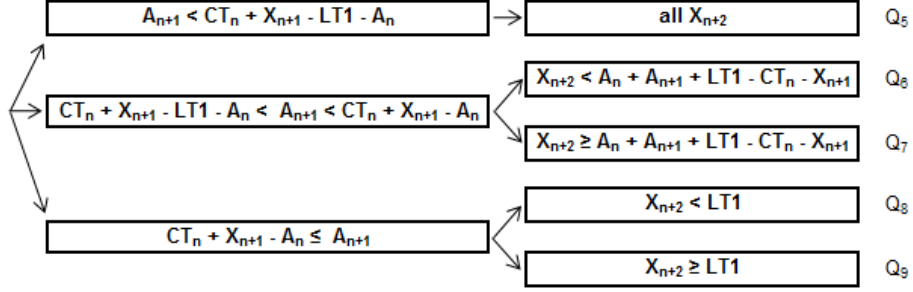 Aₙ₊₁ < CTₙ + Xₙ₊₁ - LT1 - Aₙ
all Xₙ₊₂
Q₅
Xₙ₊₂ < Aₙ + Aₙ₊₁ + LT1 - CTₙ - Xₙ₊₁
Q₆
CTₙ + Xₙ₊₁ - LT1 - Aₙ < Aₙ₊₁ < CTₙ + Xₙ₊₁ - Aₙ
Xₙ₊₂ ≥ Aₙ + Aₙ₊₁ + LT1 - CTₙ - Xₙ₊₁
Q₇
Xₙ₊₂ < LT1
Q₈
CTₙ + Xₙ₊₁ - Aₙ ≤ Aₙ₊₁
Xₙ₊₂ ≥ LT1
Q₉